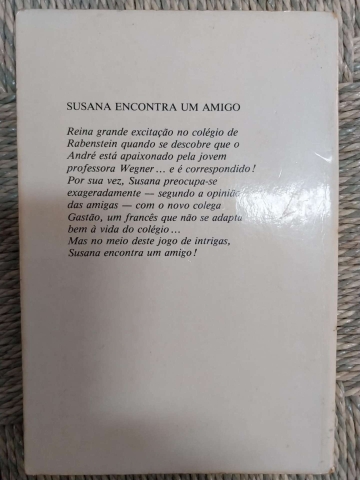 SUSANA ENCONTRA UM AMIGO
Reina grande excitação no colégio de
Rabenstein quando se descobre que o
André está apaixonado pela jovem
professora Wegner... e é correspondido!
Por sua vez, Susana preocupa-se
exageradamente — segundo a opinião
das amigas — com o novo colega
Gastão, um francês que não se adapta
bem à vida do colégio...
Mas no meio deste jogo de intrigas,
Susana encontra um amigo!